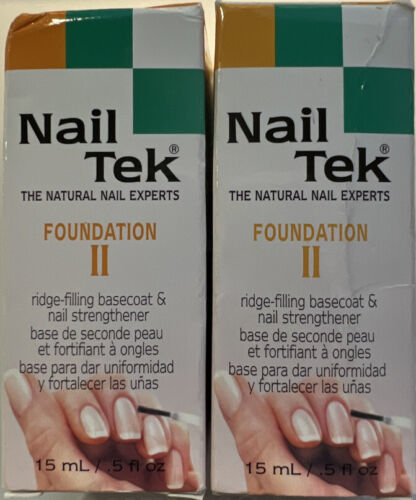 Nail
Tek®
THE NATURAL NAIL EXPERTS
FOUNDATION
II
ridge-filling basecoat &
nail strengthener
base de seconde peau
et fortifiant à ongles
base para dar uniformidad
y fortalecer las uñas
15 mL / .5 fl oz
Nail
Tek®
THE NATURAL NAIL EXPERTS
FOUNDATION
II
ridge-filling basecoat &
nail strengthener
base de seconde peau
et fortifiant à ongles
base para dar uniformidad
y fortalecer las uñas
15 mL / .5 fl oz